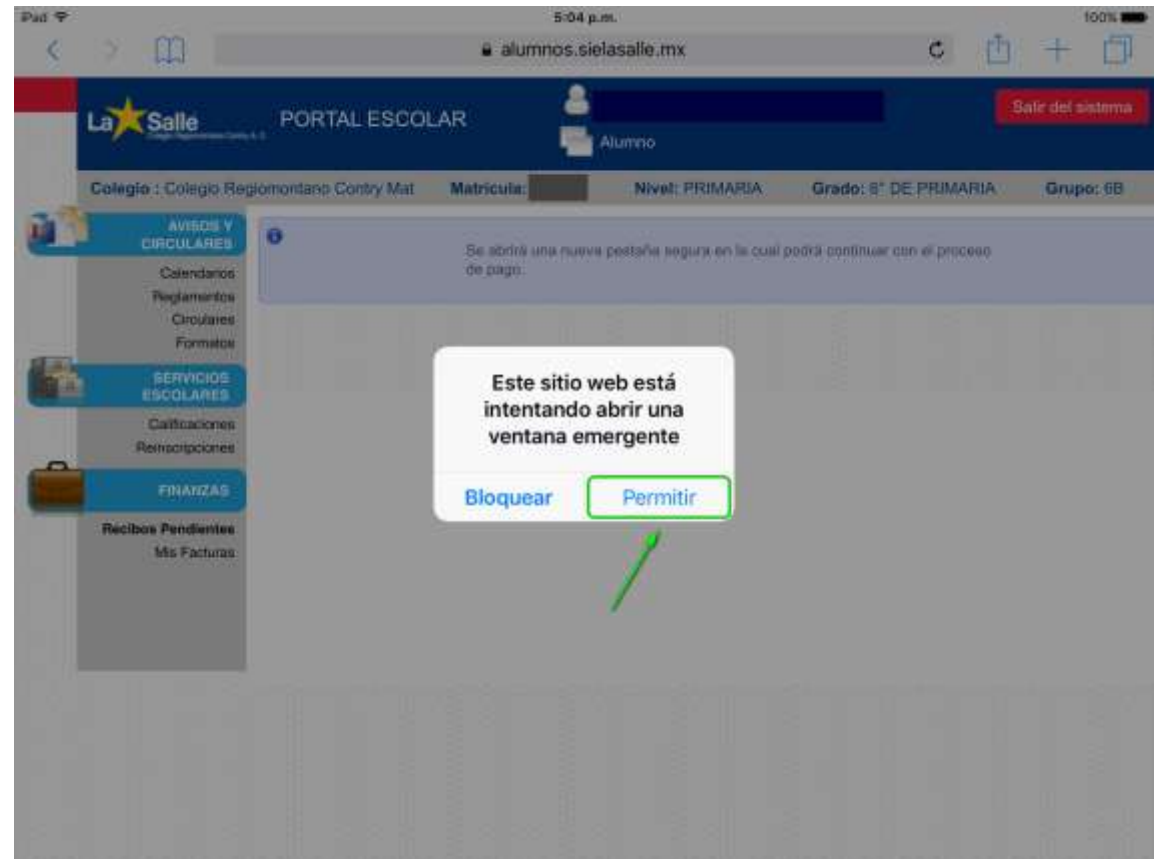 iPad
5:04 p.m.
100%
alumnos.sielasalle.mx
La Salle
PORTAL ESCOLAR
Salir del sistema
Alumno
Colegio : Colegio Regiomontano Contry Mat Matricula: Nivel: PRIMARIA Grado: 6° DE PRIMARIA Grupo: 6B
AVISOS Y
CIRCULARES
Calendarios
Reglamentos
Circulares
Formatos
SERVICIOS
ESCOLARES
Calificaciones
Reinscripciones
FINANZAS
Recibos Pendientes
Mis Facturas
Se abrirá una nueva pestaña segura en la cual podrá continuar con el proceso
de pago.
Este sitio web está
intentando abrir una
ventana emergente
Bloquear Permitir